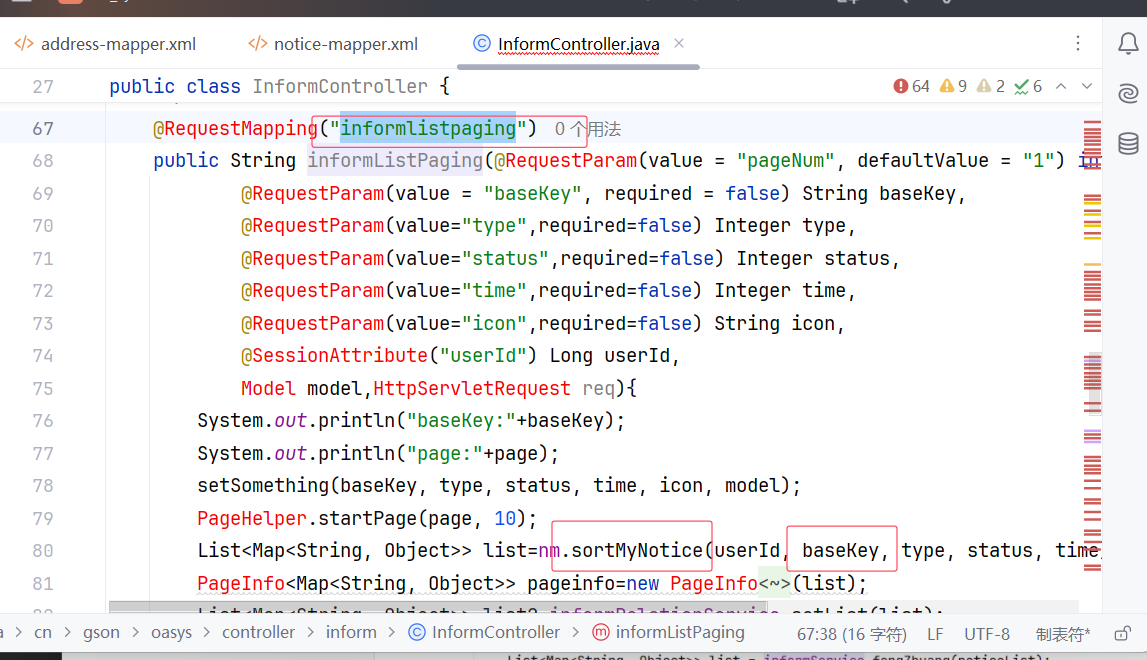 address-mapper.xml notice-mapper.xml InformController.java
27 public class InformController { 64 9 2 6
67 @RequestMapping("informlistpaging") 0 个用法
68 public String informListPaging(@RequestParam(value = "pageNum", defaultValue = "1") in
69 @RequestParam(value = "baseKey", required = false) String baseKey,
70 @RequestParam(value="type",required=false) Integer type,
71 @RequestParam(value="status",required=false) Integer status,
72 @RequestParam(value="time",required=false) Integer time,
73 @RequestParam(value="icon",required=false) String icon,
74 @SessionAttribute("userId") Long userId,
75 Model model,HttpServletRequest req){
76 System.out.println("baseKey:"+baseKey);
77 System.out.println("page:"+page);
78 setSomething(baseKey, type, status, time, icon, model);
79 PageHelper.startPage(page, 10);
80 List<Map<String, Object>> list=nm.sortMyNotice(userId, baseKey, type, status, time
81 PageInfo<Map<String, Object>> pageinfo=new PageInfo<~>(list);
a > cn > gson > oasys > controller > inform > InformController > informListPaging 67:38 (16 字符) LF UTF-8 制表符*